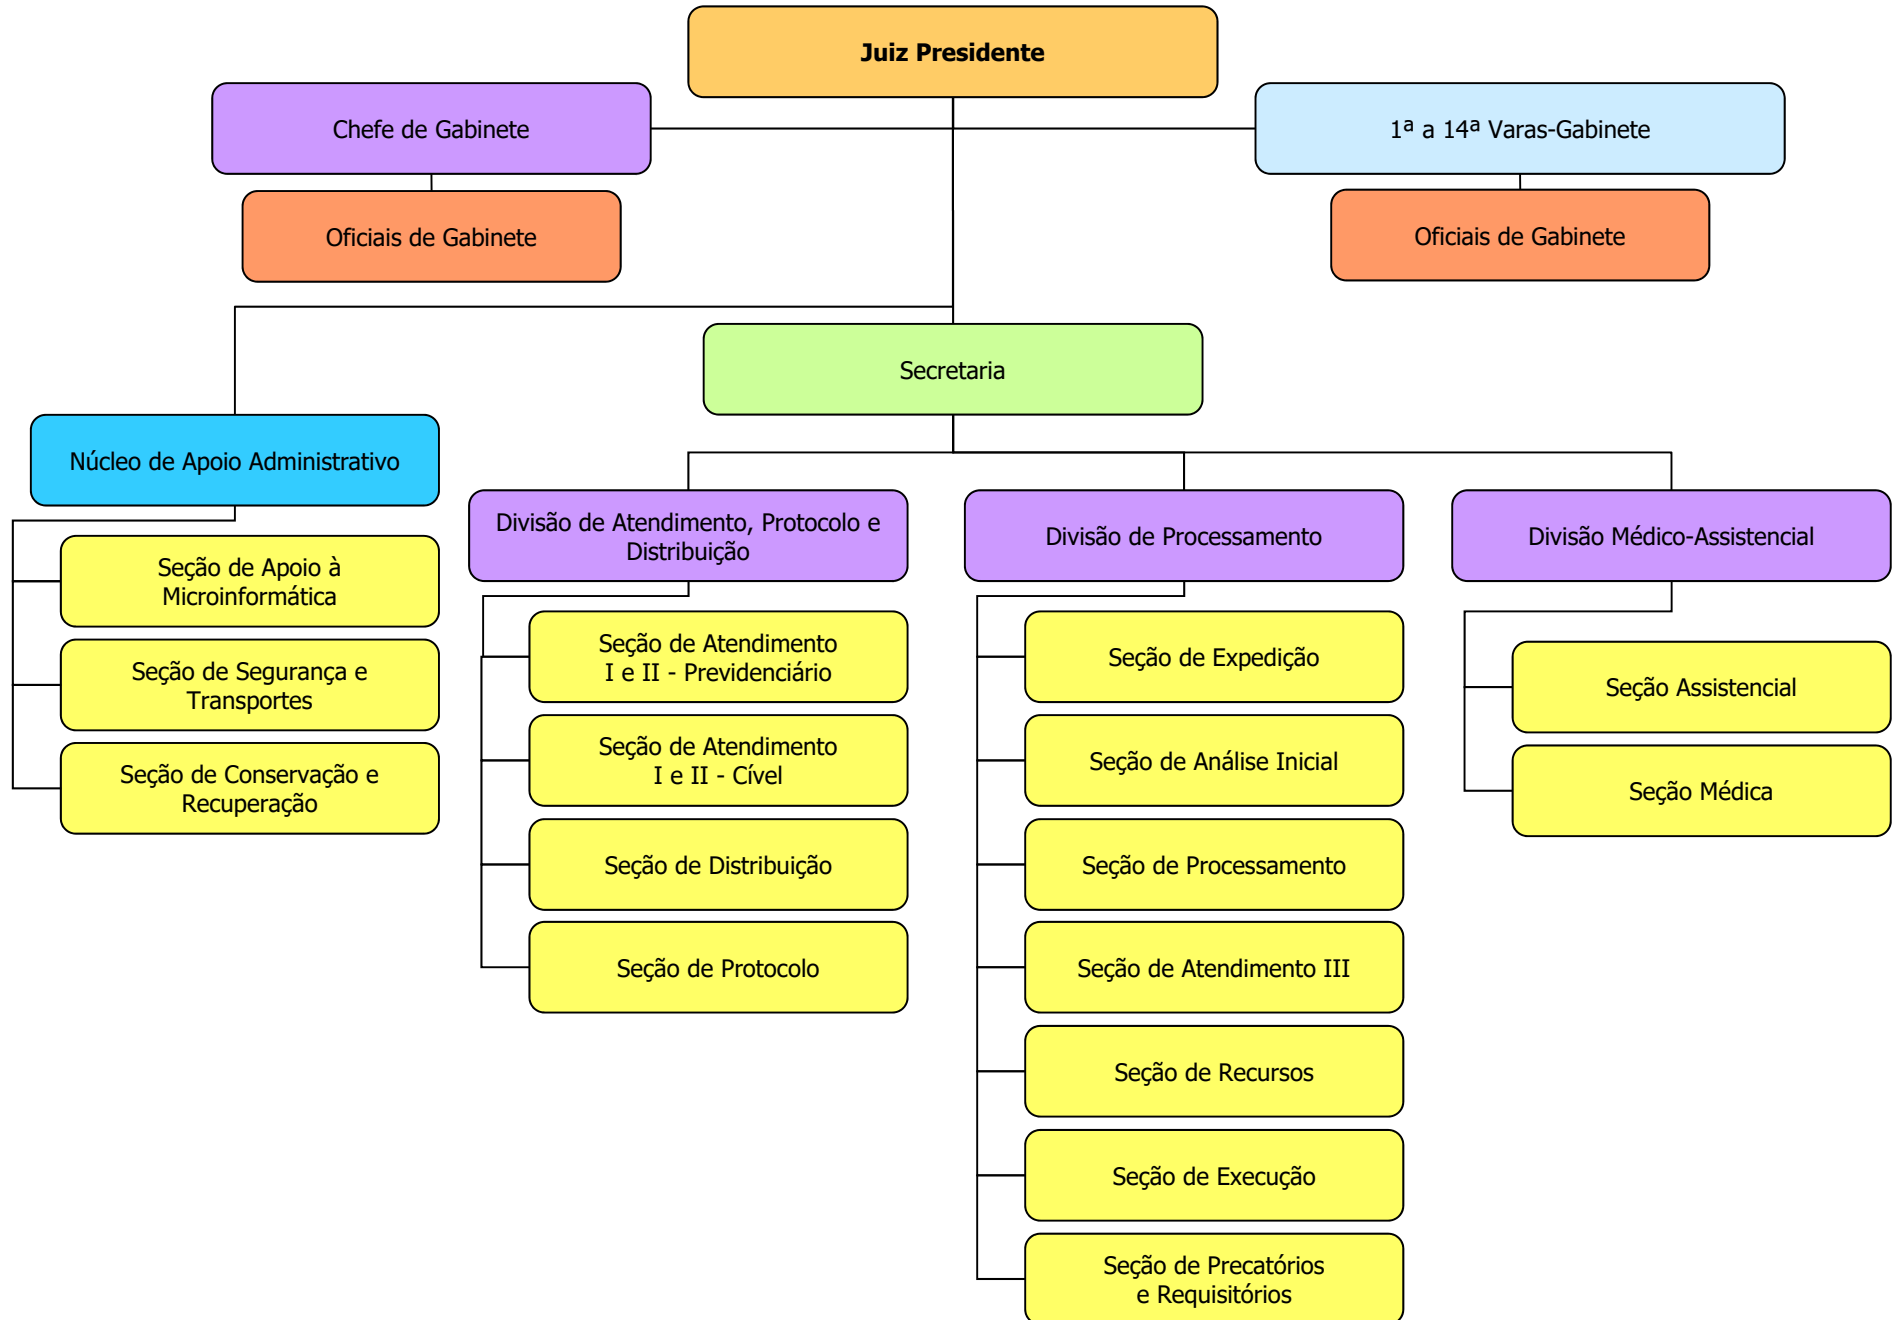 Juiz Presidente
Chefe de Gabinete
1ª a 14ª Varas-Gabinete
Oficiais de Gabinete
Oficiais de Gabinete
Secretaria
Núcleo de Apoio Administrativo
Seção de Apoio à
Microinformática
Seção de Segurança e
Transportes
Seção de Conservação e
Recuperação
Divisão de Atendimento, Protocolo e
Distribuição
Seção de Atendimento
I e II - Previdenciário
Seção de Atendimento
I e II - Cível
Seção de Distribuição
Seção de Protocolo
Divisão de Processamento
Seção de Expedição
Seção de Análise Inicial
Seção de Processamento
Seção de Atendimento III
Seção de Recursos
Seção de Execução
Seção de Precatórios
e Requisitórios
Divisão Médico-Assistencial
Seção Assistencial
Seção Médica